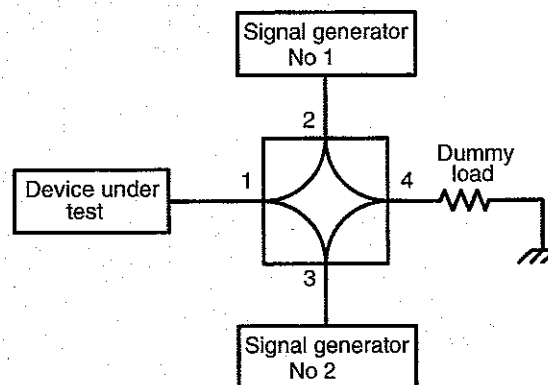 Signal generator
No 1
2
1
4
Dummy
load
Device under
test
3
Signal generator
No 2